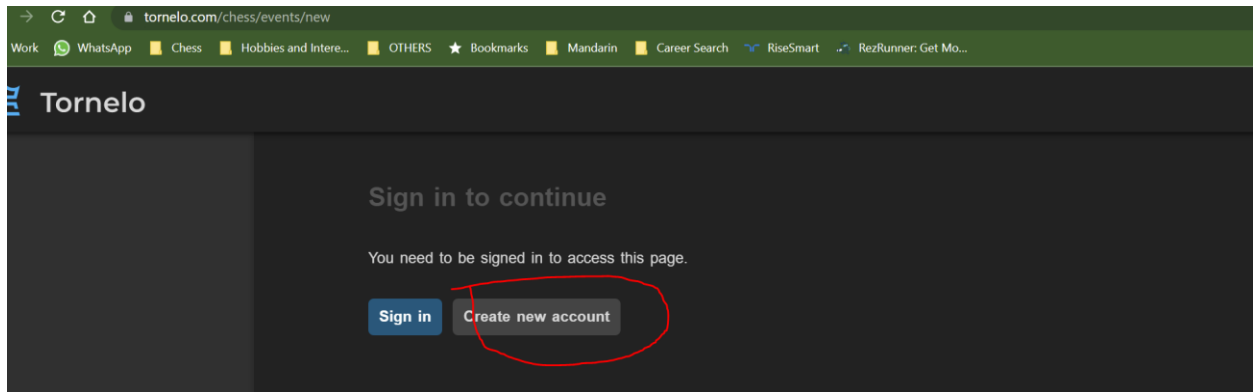 tornelo.com/chess/events/new
Work WhatsApp Chess Hobbies and Intere... OTHERS Bookmarks Mandarin Career Search RiseSmart RezRunner: Get Mo...
Tornelo
Sign in to continue
You need to be signed in to access this page.
Sign in Create new account